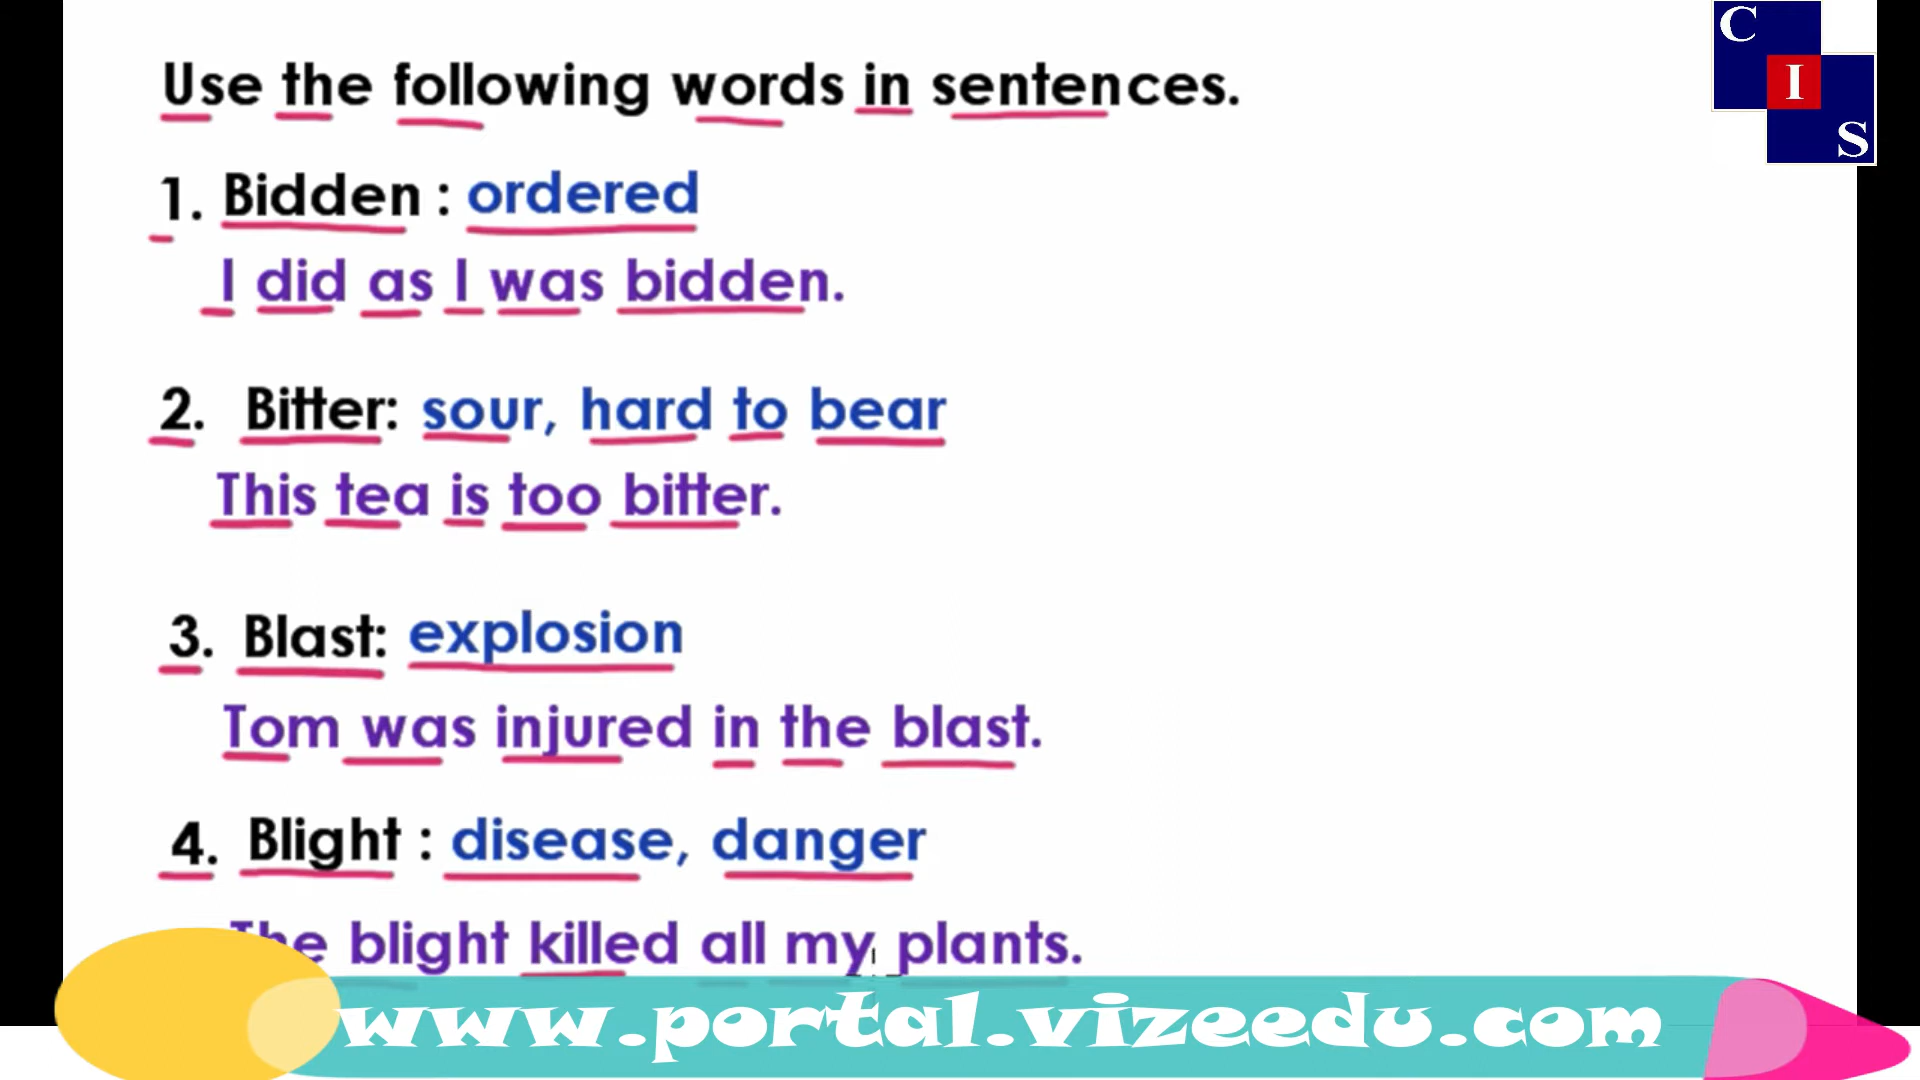 Use the following words in sentences.
C
I
S
1. Bidden : ordered
I did as I was bidden.
2. Bitter: sour, hard to bear
This tea is too bitter.
3. Blast: explosion
Tom was injured in the blast.
4. Blight : disease, danger
The blight killed all my plants.
www.portal.vizeedu.com